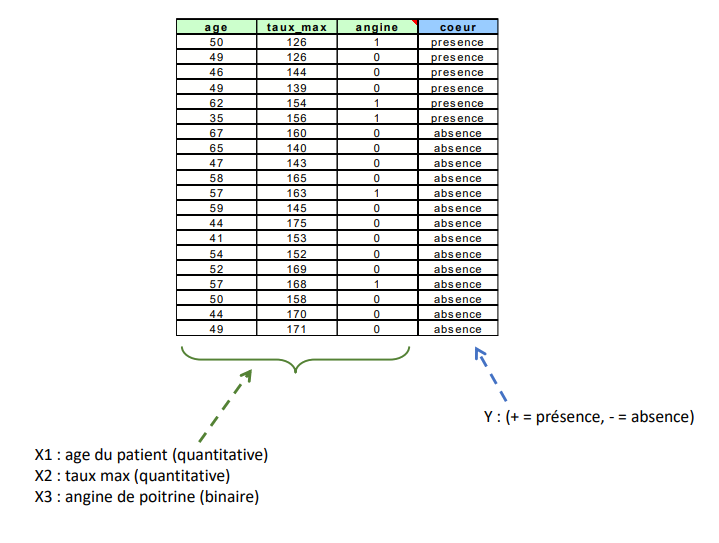 age taux_max angine coeur
50 126 1 presence
49 126 0 presence
46 144 0 presence
49 139 0 presence
62 154 1 presence
35 156 1 presence
67 160 0 absence
65 140 0 absence
47 143 0 absence
58 165 0 absence
57 163 1 absence
59 145 0 absence
44 175 0 absence
41 153 0 absence
54 152 0 absence
52 169 0 absence
57 168 1 absence
50 158 0 absence
44 170 0 absence
49 171 0 absence
Y : (+ = présence, - = absence)
X1 : age du patient (quantitative)
X2 : taux max (quantitative)
X3 : angine de poitrine (binaire)